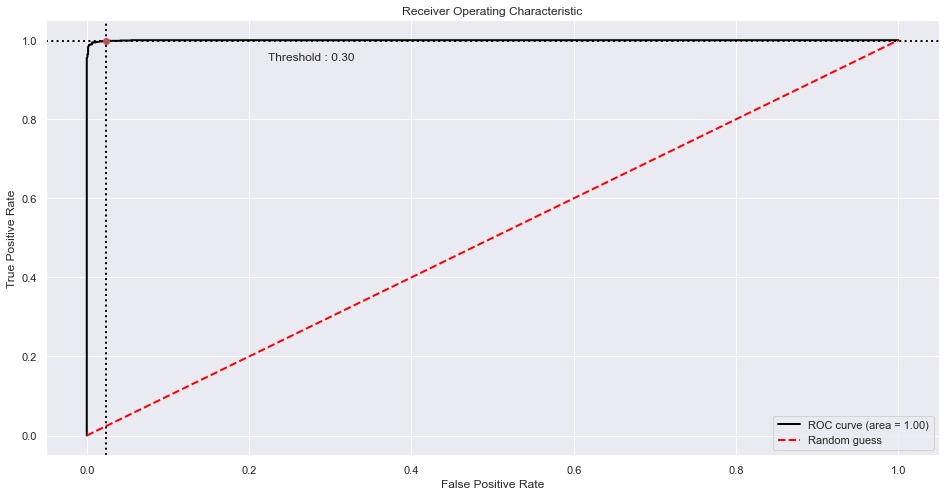 Receiver Operating Characteristic
True Positive Rate
1.0
0.8
0.6
0.4
0.2
0.0
Threshold : 0.30
ROC curve (area = 1.00)
Random guess
0.0 0.2 0.4 0.6 0.8 1.0
False Positive Rate